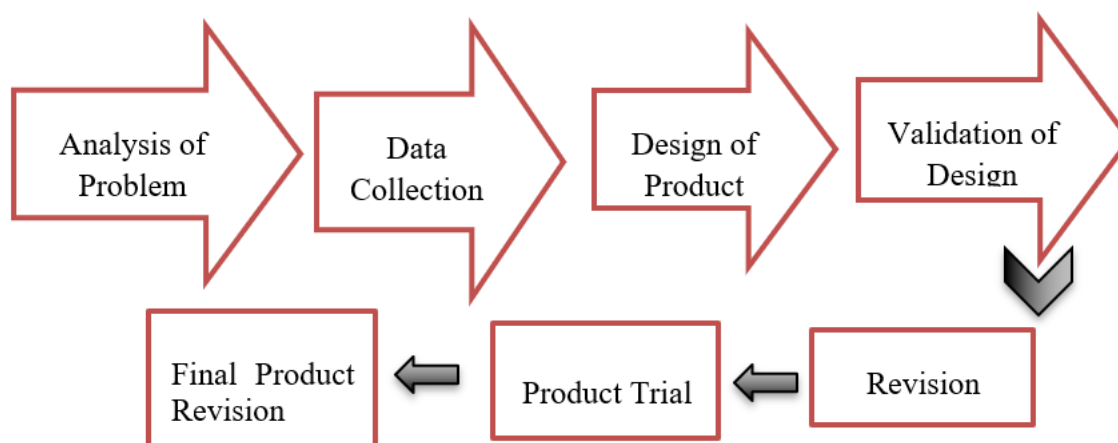 Analysis of
Problem
Data
Collection
Design of
Product
Validation of
Design
Final Product
Revision
Product Trial
Revision